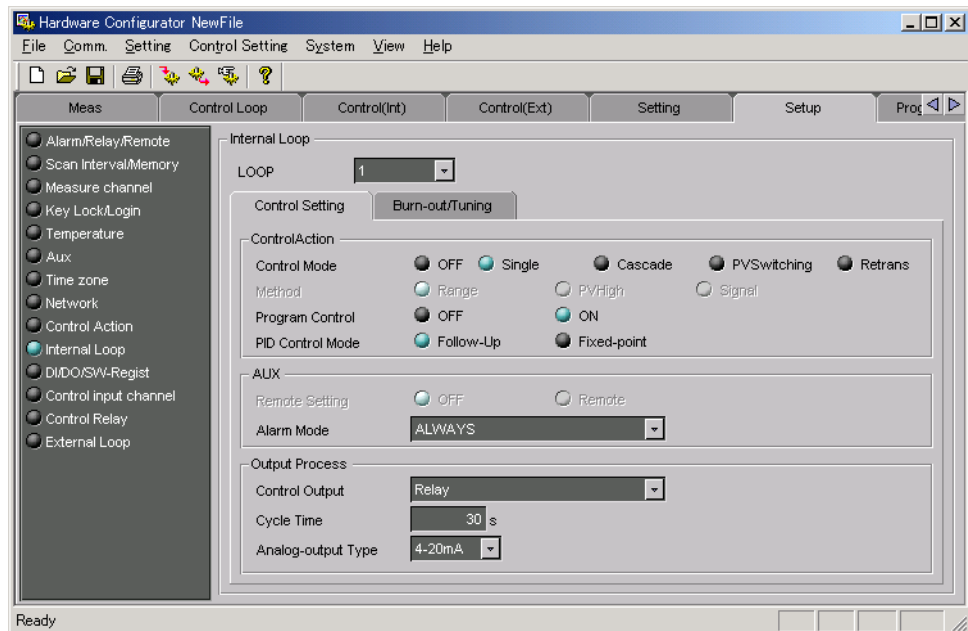 Hardware Configurator NewFile
File Comm. Setting Control Setting System View Help
Meas Control Loop Control(Int) Control(Ext) Setting Setup
Alarm/Relay/Remote
Scan Interval/Memory
Measure channel
Key Lock/Login
Temperature
Aux
Time zone
Network
Control Action
Internal Loop
DI/DO/SW-Regist
Control input channel
Control Relay
External Loop
Internal Loop
LOOP 1
Control Setting Burn-out/Tuning
ControlAction
Control Mode OFF Single Cascade PVSwitching Retrans
Method Range PVHigh Signal
Program Control OFF ON
PID Control Mode Follow-Up Fixed-point
AUX
Remote Setting OFF Remote
Alarm Mode ALWAYS
Output Process
Control Output Relay
Cycle Time 30 s
Analog-output Type 4-20mA
Ready